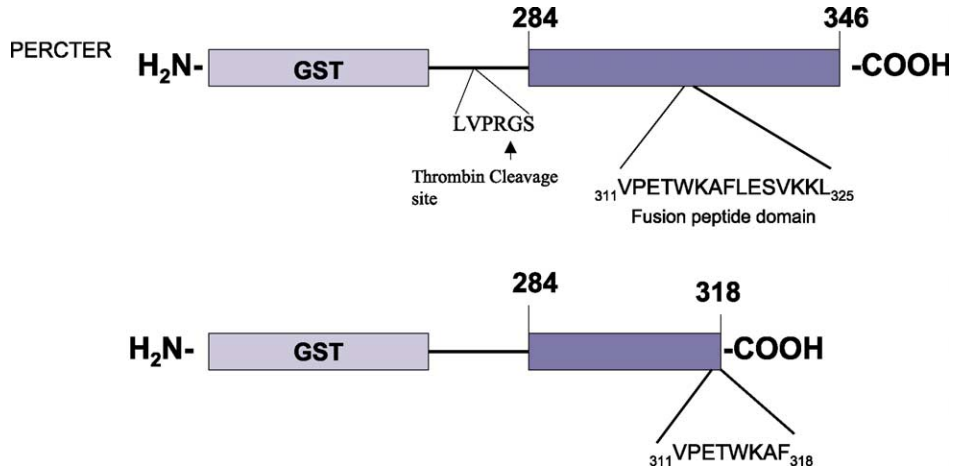 284 346
PERCTER
H₂N- GST -COOH
LVPRGS
Thrombin Cleavage
site
₃₁₁VPETWKAFLESVKKL₃₂₅
Fusion peptide domain
284 318
H₂N- GST -COOH
₃₁₁VPETWKAF₃₁₈